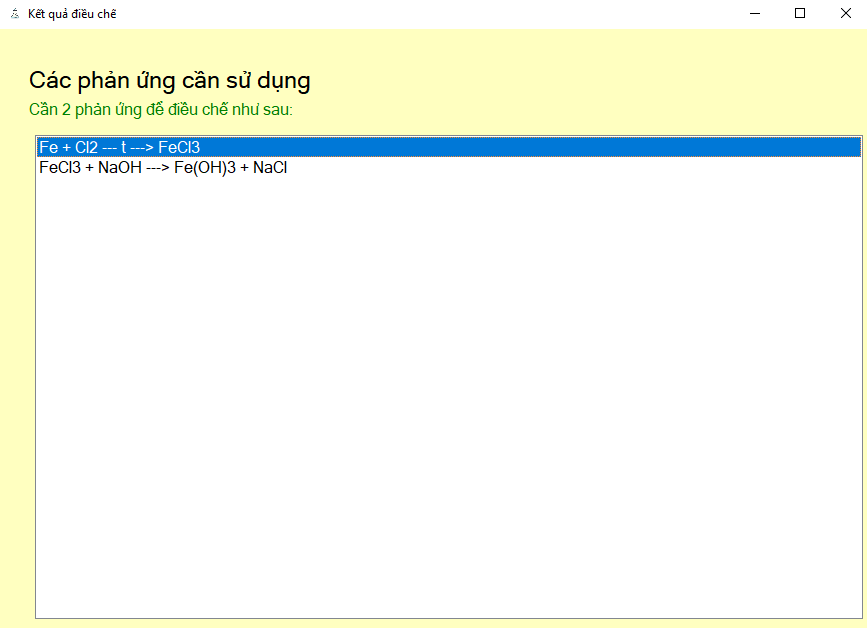 Kết quả điều chế
Các phản ứng cần sử dụng
Cần 2 phản ứng để điều chế như sau:
Fe + Cl2 --- t ---> FeCl3
FeCl3 + NaOH ---> Fe(OH)3 + NaCl